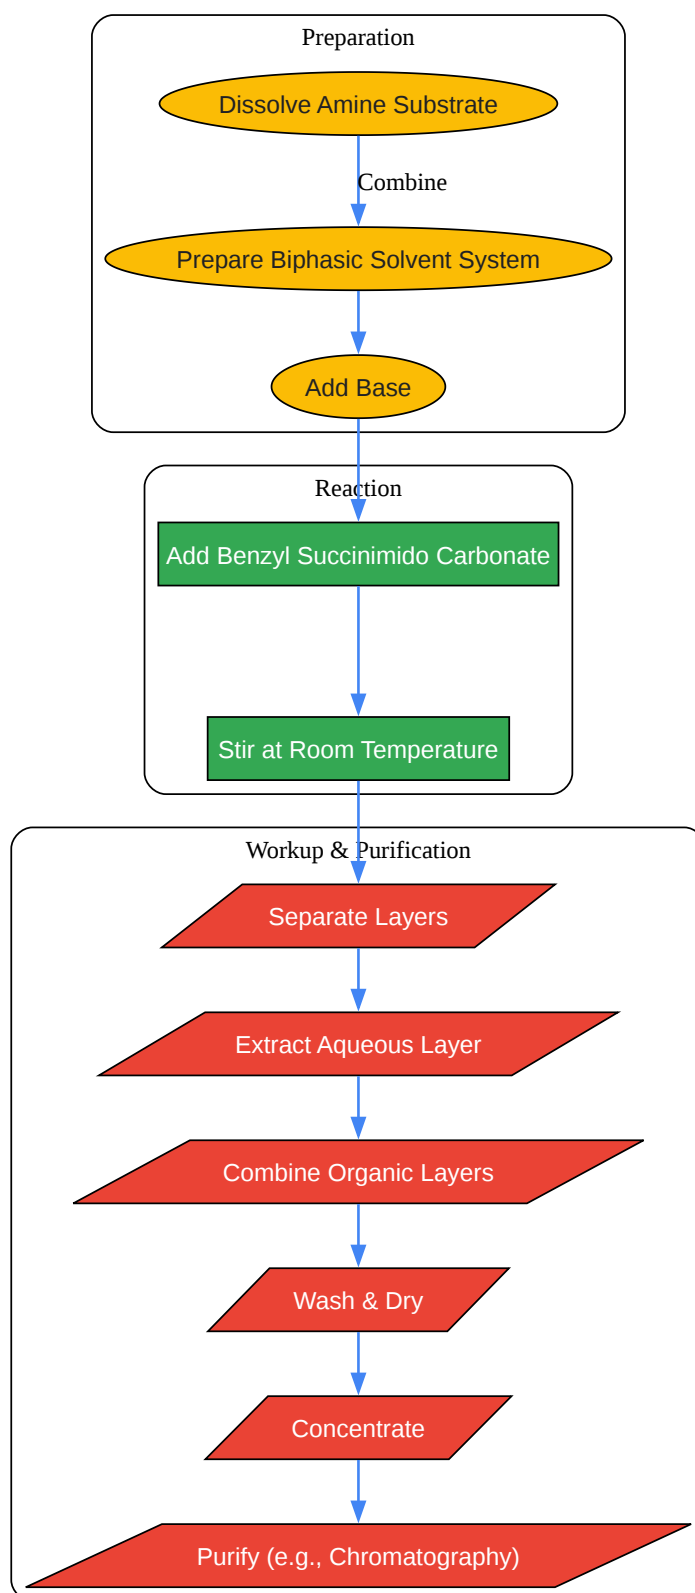 Preparation
Dissolve Amine Substrate
Combine
Prepare Biphasic Solvent System
Add Base
Reaction
Add Benzyl Succinimido Carbonate
Stir at Room Temperature
Workup & Purification
Separate Layers
Extract Aqueous Layer
Combine Organic Layers
Wash & Dry
Concentrate
Purify (e.g., Chromatography)